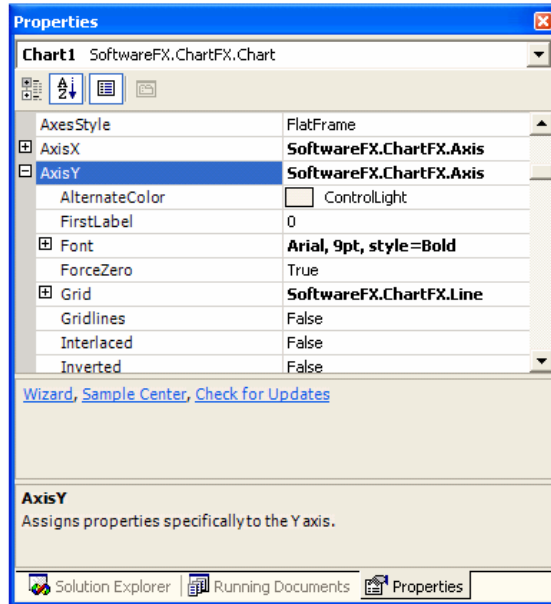 Properties
Chart1 SoftwareFX.ChartFX.Chart
AxesStyle FlatFrame
AxisX SoftwareFX.ChartFX.Axis
AxisY SoftwareFX.ChartFX.Axis
AlternateColor ControlLight
FirstLabel 0
Font Arial, 9pt, style=Bold
ForceZero True
Grid SoftwareFX.ChartFX.Line
Gridlines False
Interlaced False
Inverted False
Wizard, Sample Center, Check for Updates
AxisY
Assigns properties specifically to the Y axis.
Solution Explorer Running Documents Properties